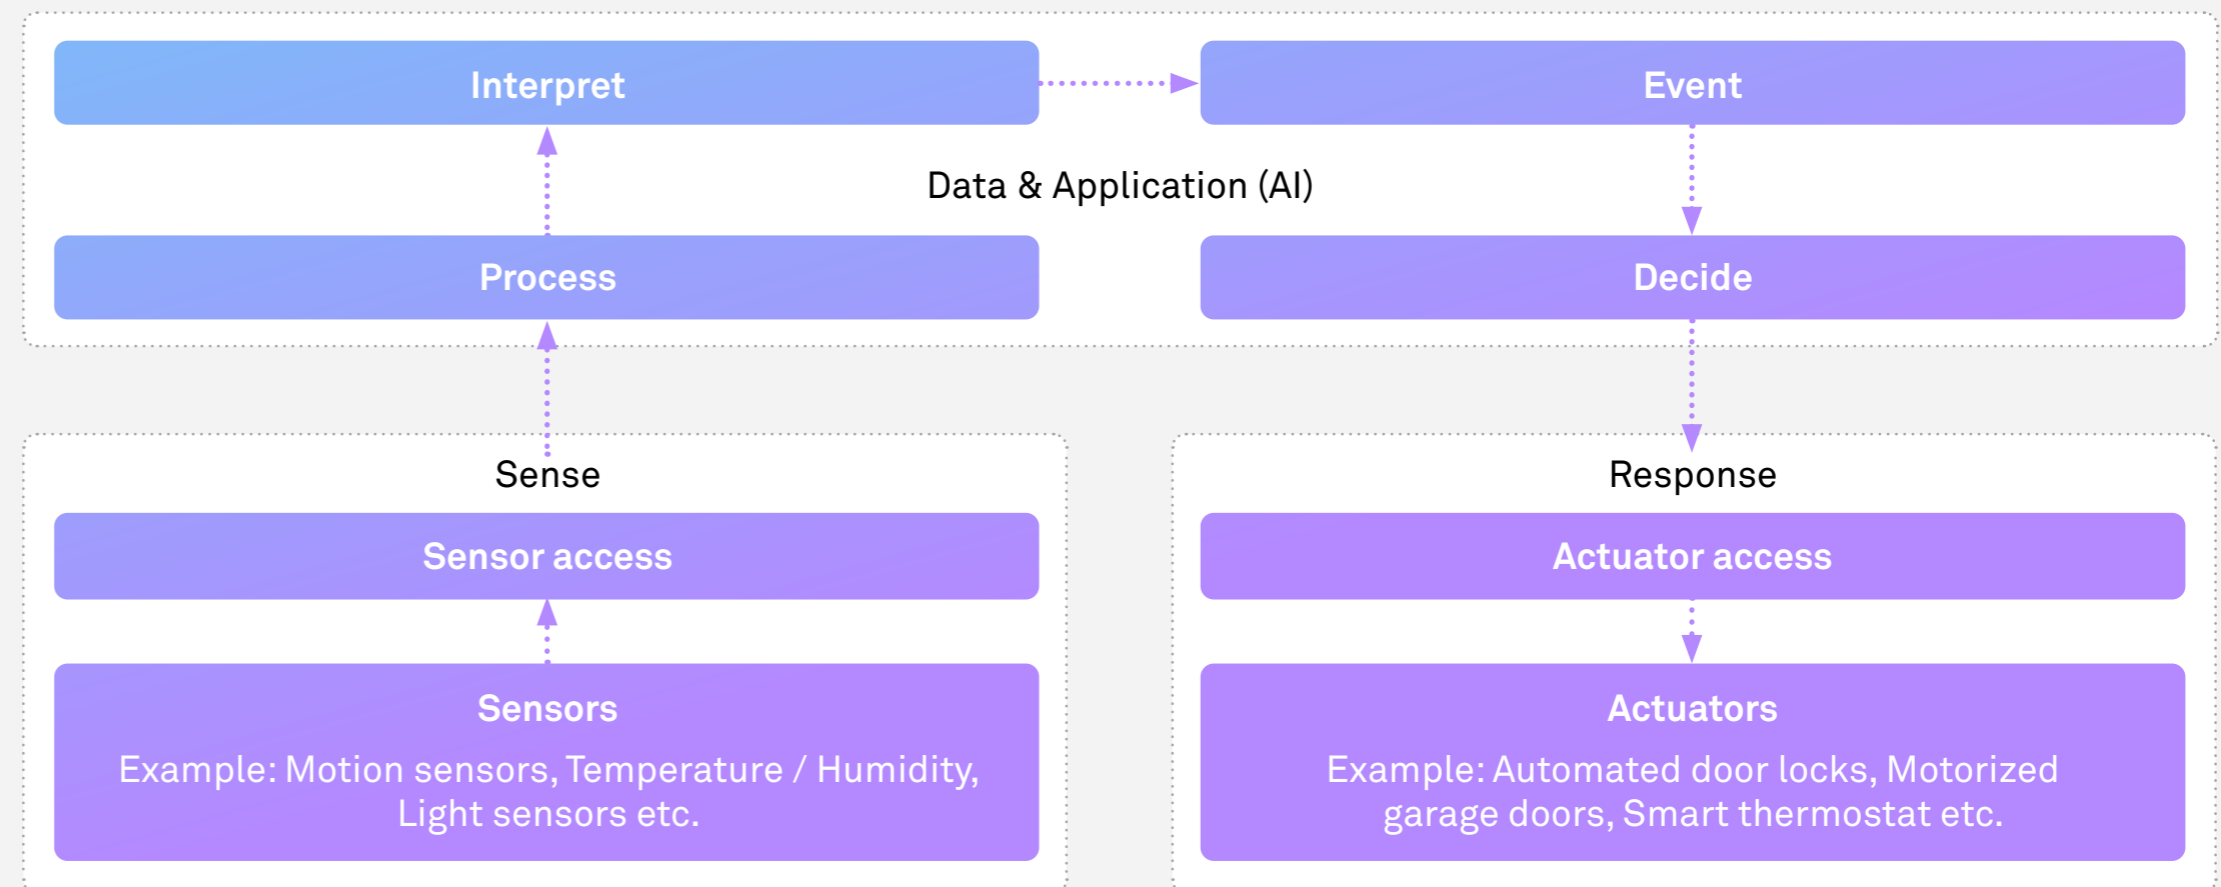 Interpret
Event
Data & Application (AI)
Process
Decide
Sense
Response
Sensor access
Actuator access
Sensors
Example: Motion sensors, Temperature / Humidity,
Light sensors etc.
Actuators
Example: Automated door locks, Motorized
garage doors, Smart thermostat etc.